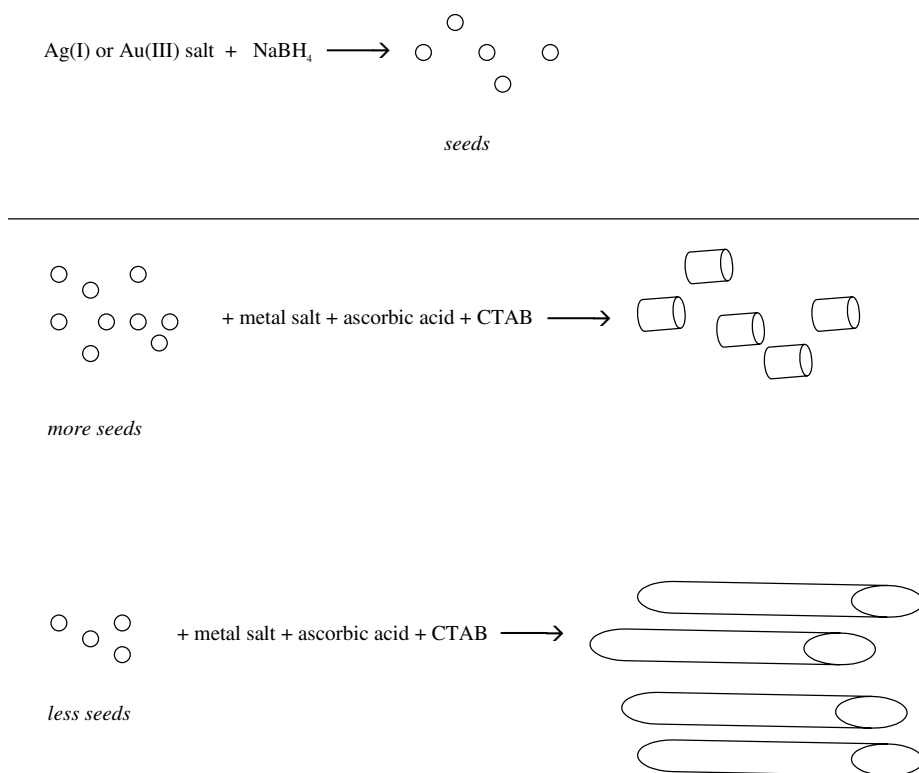 Ag(I) or Au(III) salt + NaBH₄
seeds
+ metal salt + ascorbic acid + CTAB
more seeds
+ metal salt + ascorbic acid + CTAB
less seeds